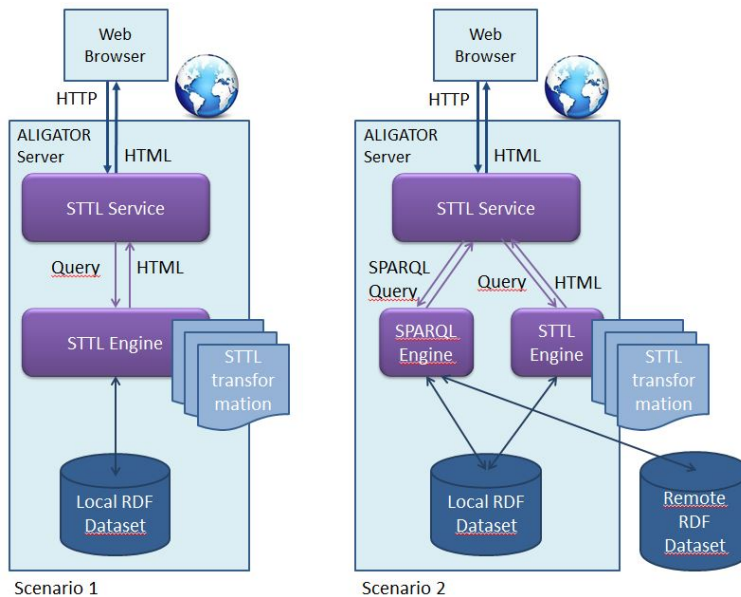 Web
Browser
HTTP
ALIGATOR
Server
HTML
STTL Service
Query
HTML
STTL Engine
STTL
transfor
mation
Local RDF
Dataset
Scenario 1
Web
Browser
HTTP
ALIGATOR
Server
HTML
STTL Service
SPARQL
Query
Query
HTML
SPARQL
Engine
STTL
Engine
STTL
transfor
mation
Local RDF
Dataset
Remote
RDF
Dataset
Scenario 2